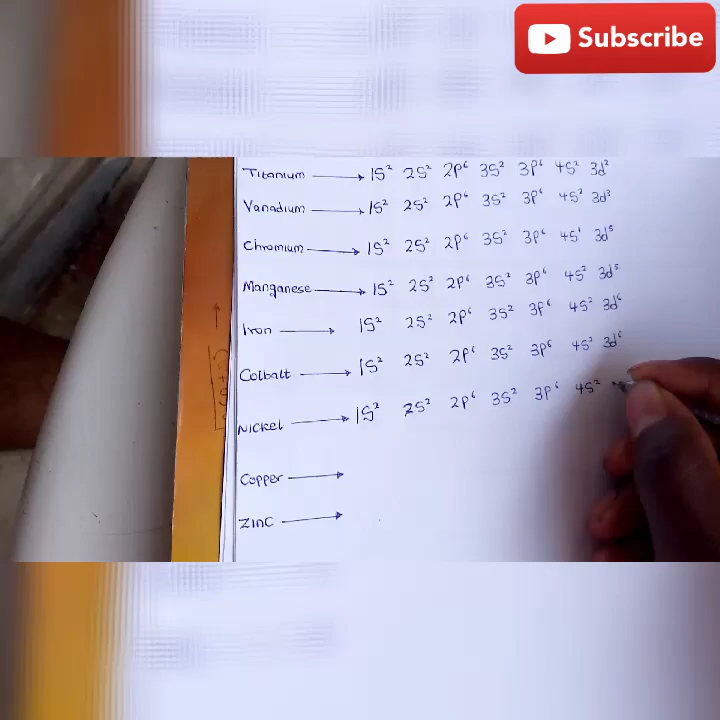 Subscribe
Titanium → 1S² 2S² 2P⁶ 3S² 3P⁶ 4S² 3d²
Vanadium → 1S² 2S² 2P⁶ 3S² 3P⁶ 4S² 3d³
Chromium → 1S² 2S² 2P⁶ 3S² 3P⁶ 4S¹ 3d⁵
Manganese → 1S² 2S² 2P⁶ 3S² 3P⁶ 4S² 3d⁵
Iron → 1S² 2S² 2P⁶ 3S² 3P⁶ 4S² 3d⁶
Colbalt → 1S² 2S² 2P⁶ 3S² 3P⁶ 4S² 3d⁶
Nickel → 1S² 2S² 2P⁶ 3S² 3P⁶ 4S²
Copper →
Zinc →